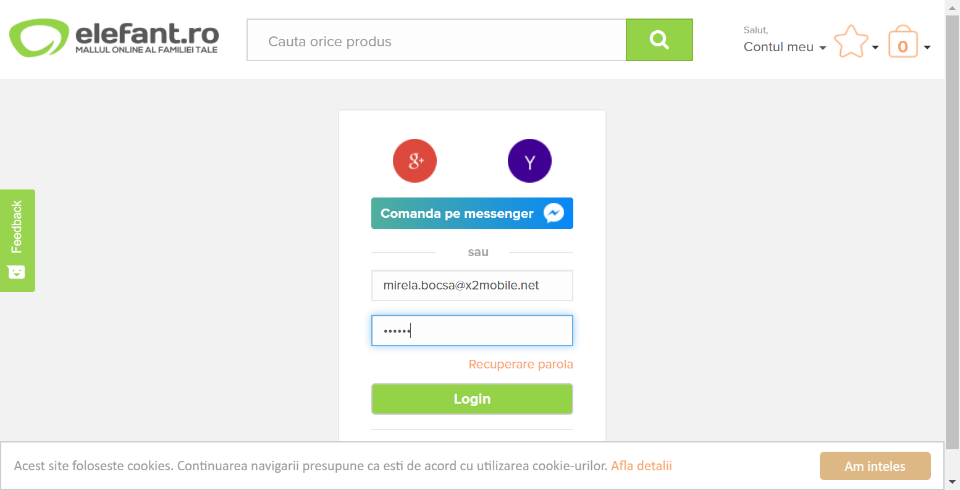 elefant.ro
MALLUL ONLINE AL FAMILIEI TALE
Cauta orice produs
Salut,
Contul meu
0
Feedback
g+
Y
Comanda pe messenger
sau
mirela.bocsa@x2mobile.net
••••••
Recuperare parola
Login
Acest site foloseste cookies. Continuarea navigarii presupune ca esti de acord cu utilizarea cookie-urilor. Afla detalii
Am inteles